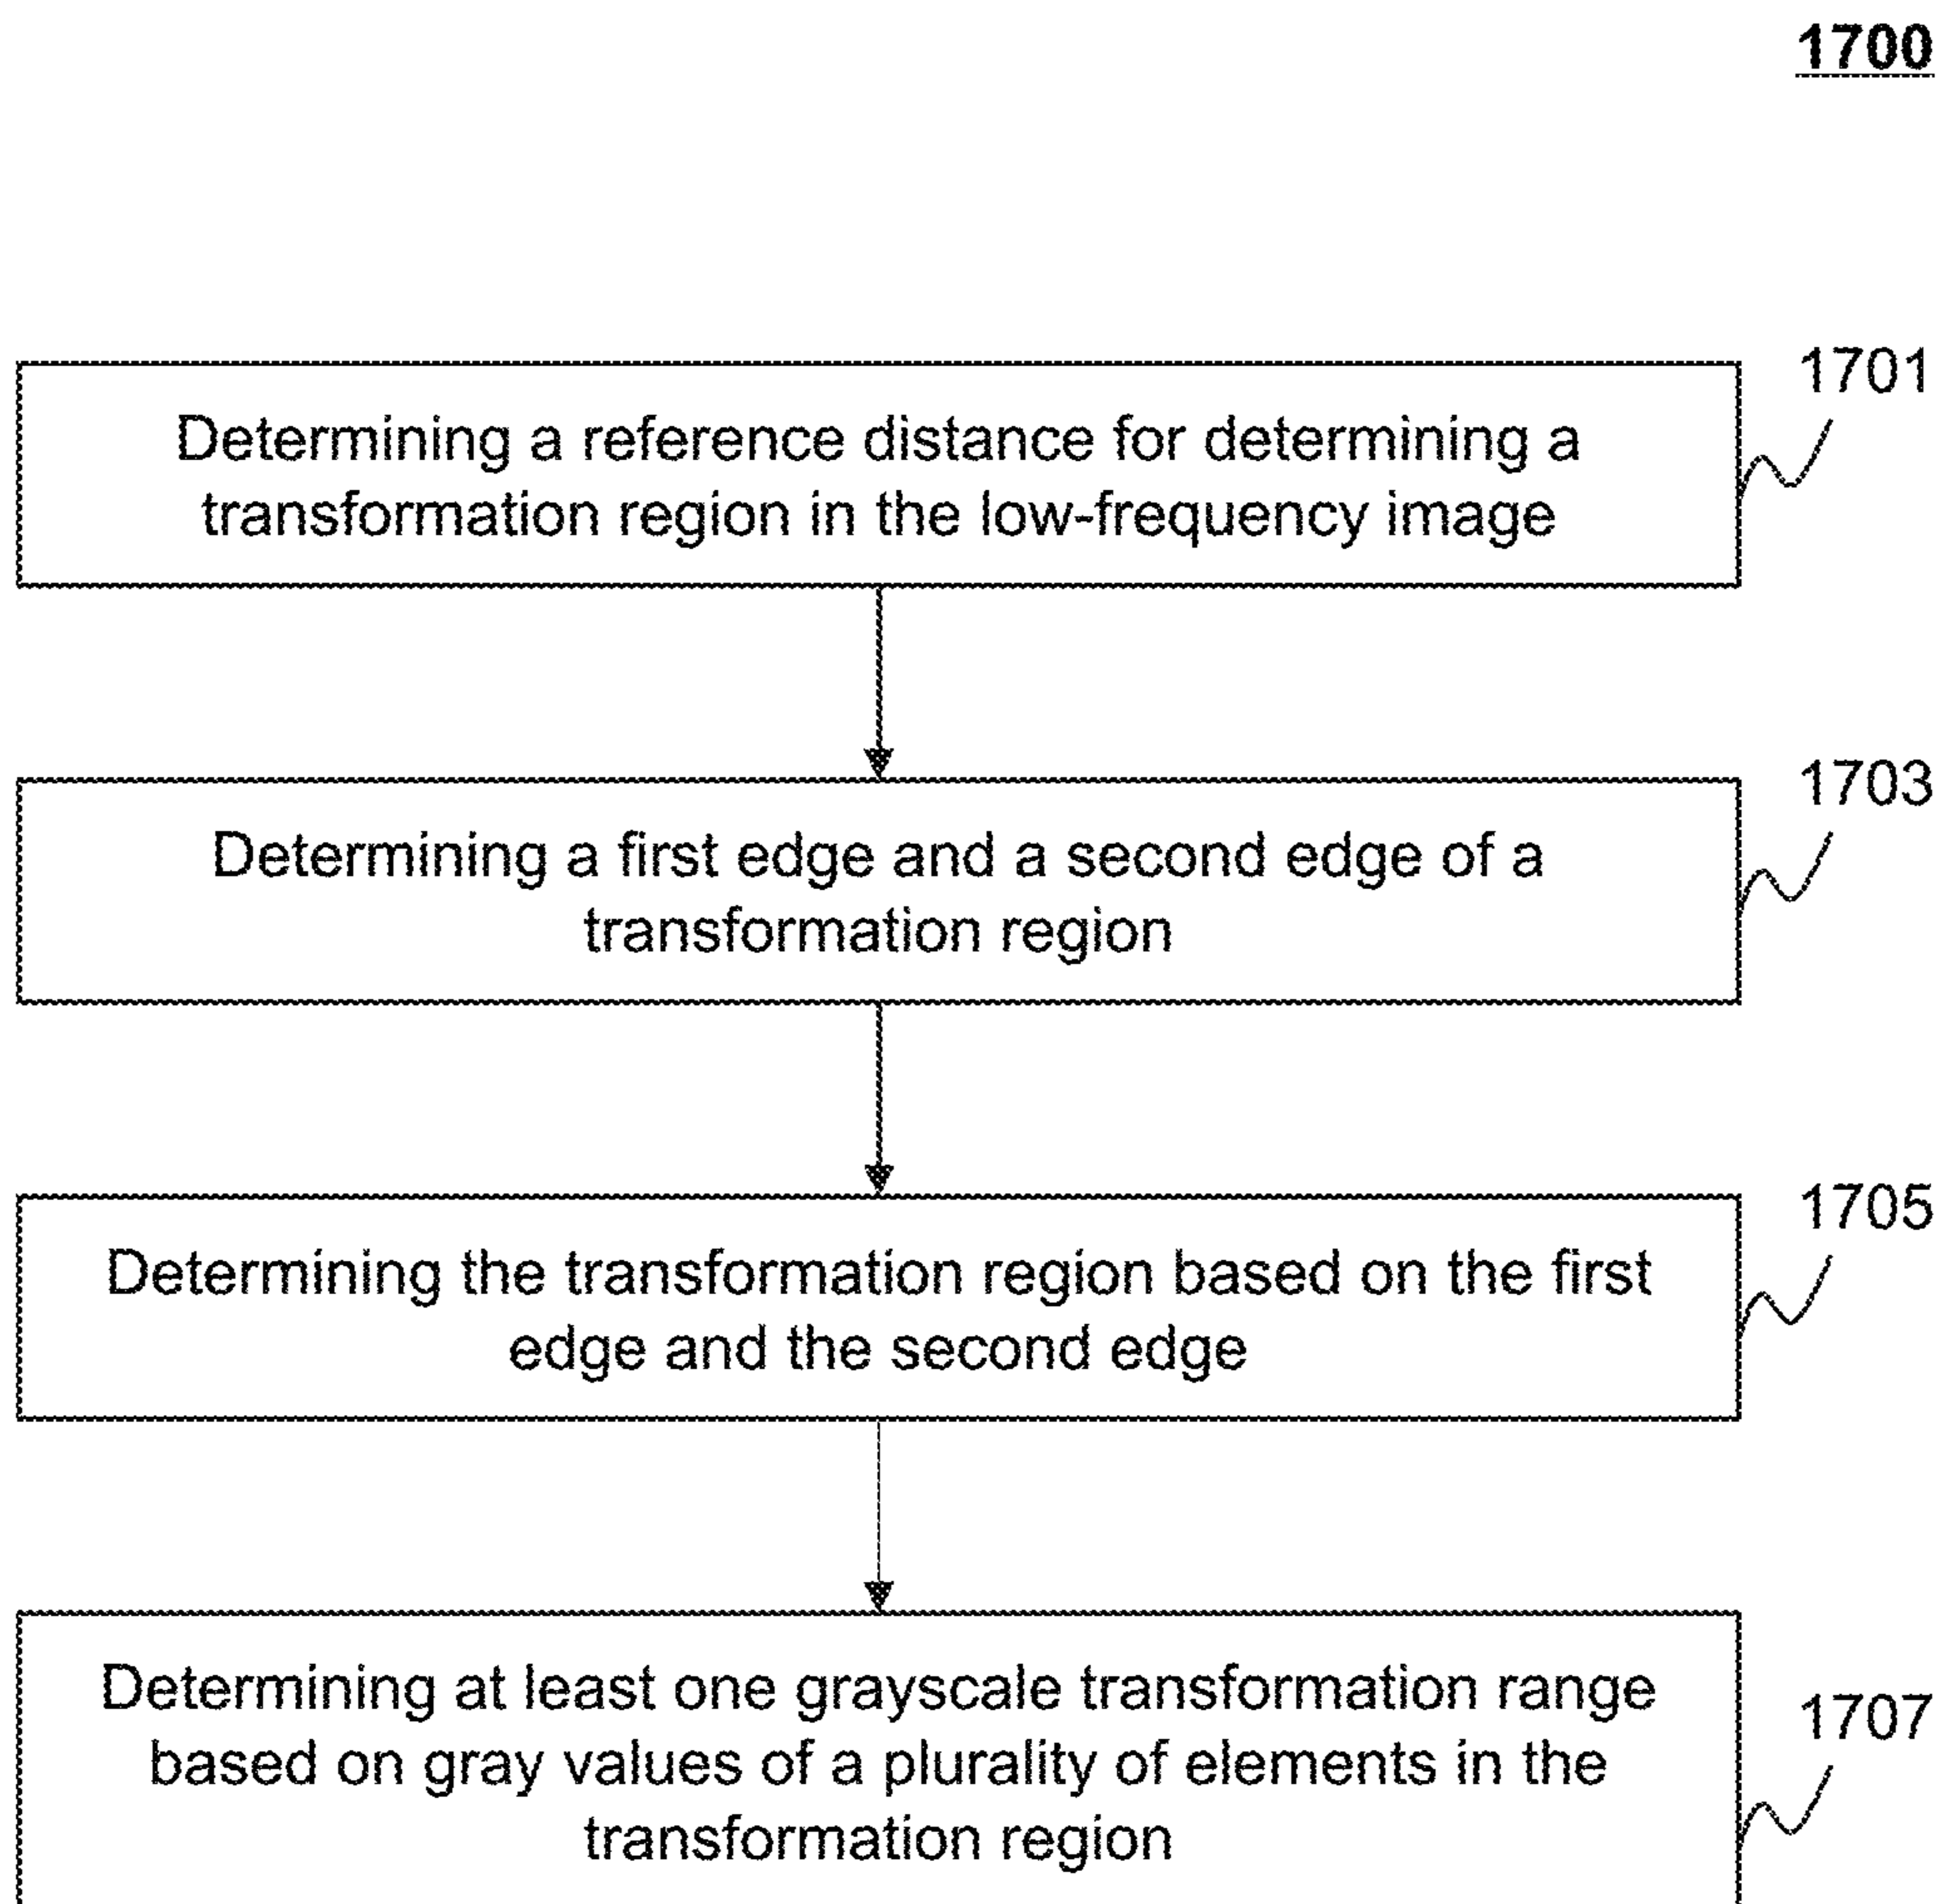 1700
1701
Determining a reference distance for determining a
transformation region in the low-frequency image
1703
Determining a first edge and a second edge of a
transformation region
1705
Determining the transformation region based on the first
edge and the second edge
Determining at least one grayscale transformation range
1707
based on gray values of a plurality of elements in the
transformation region